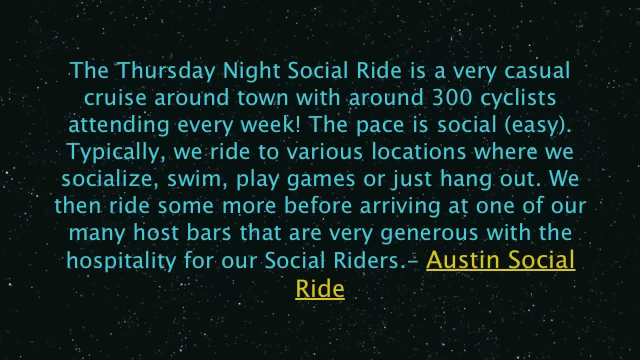 The Thursday Night Social Ride is a very casual
cruise around town with around 300 cyclists
attending every week! The pace is social (easy).
Typically, we ride to various locations where we
socialize, swim, play games or just hang out. We
then ride some more before arriving at one of our
many host bars that are very generous with the
hospitality for our Social Riders.– Austin Social
Ride